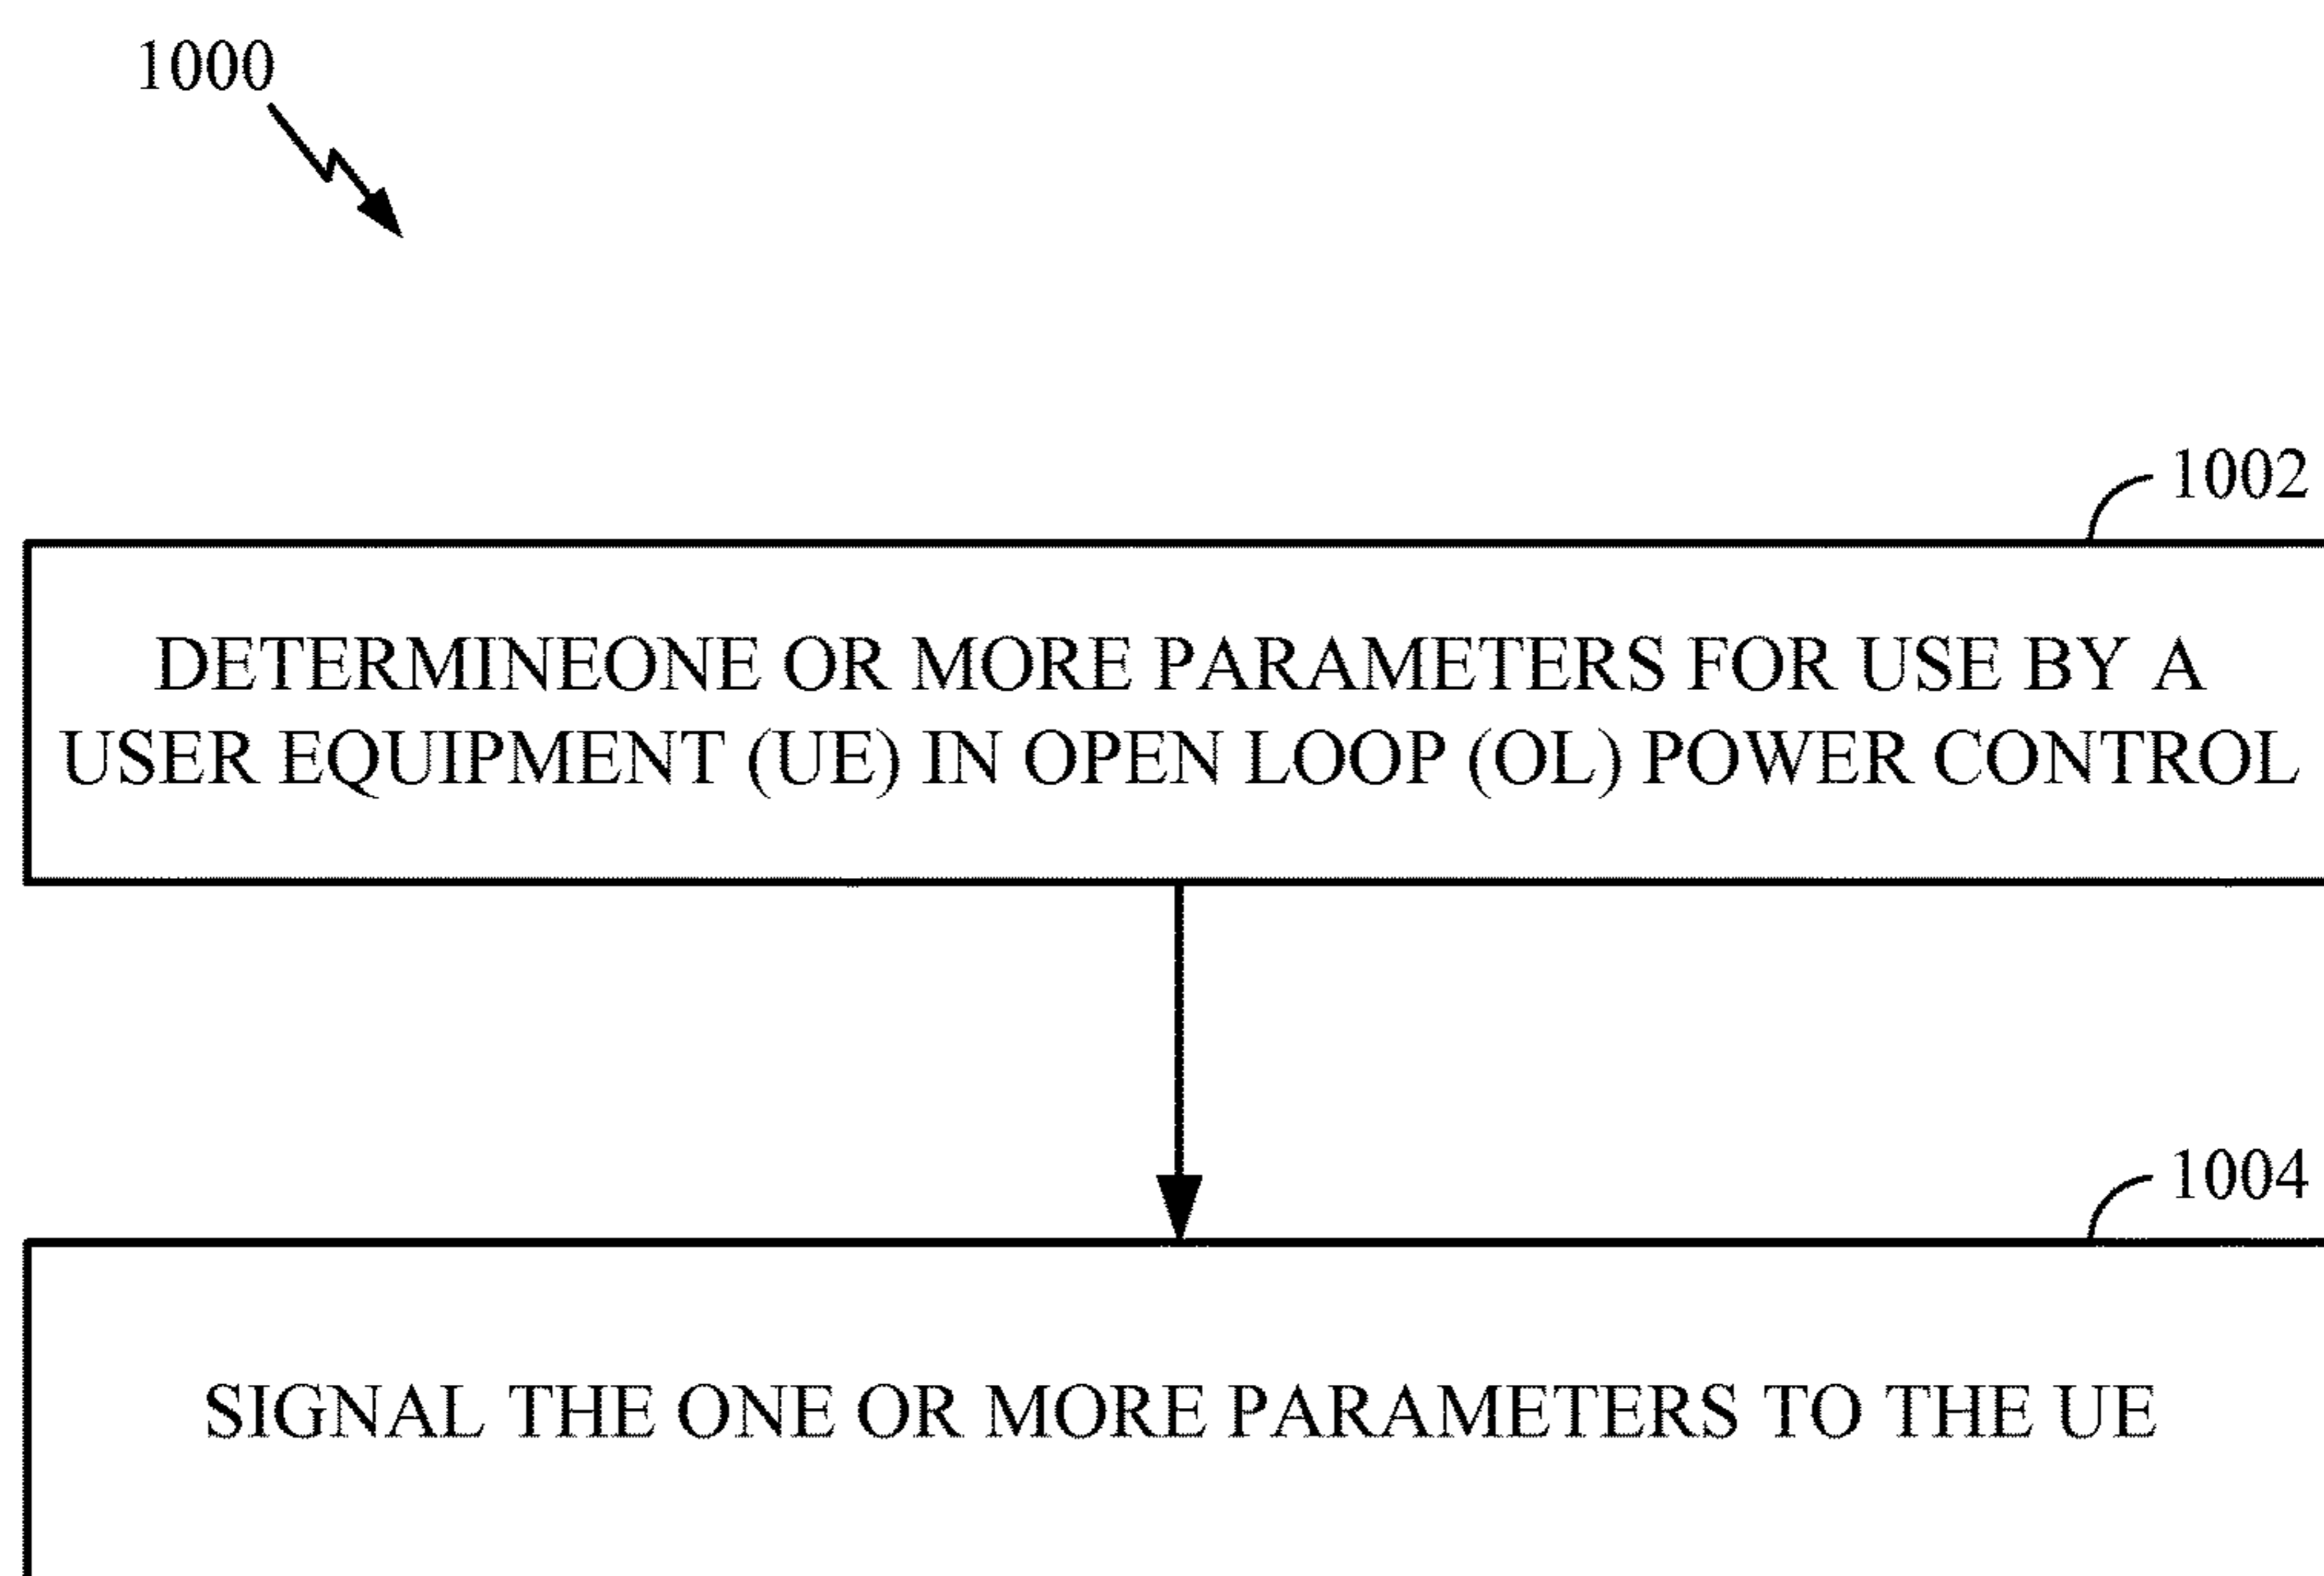 1000
1002
DETERMINEONE OR MORE PARAMETERS FOR USE BY A
USER EQUIPMENT (UE) IN OPEN LOOP (OL) POWER CONTROL
1004
SIGNAL THE ONE OR MORE PARAMETERS TO THE UE